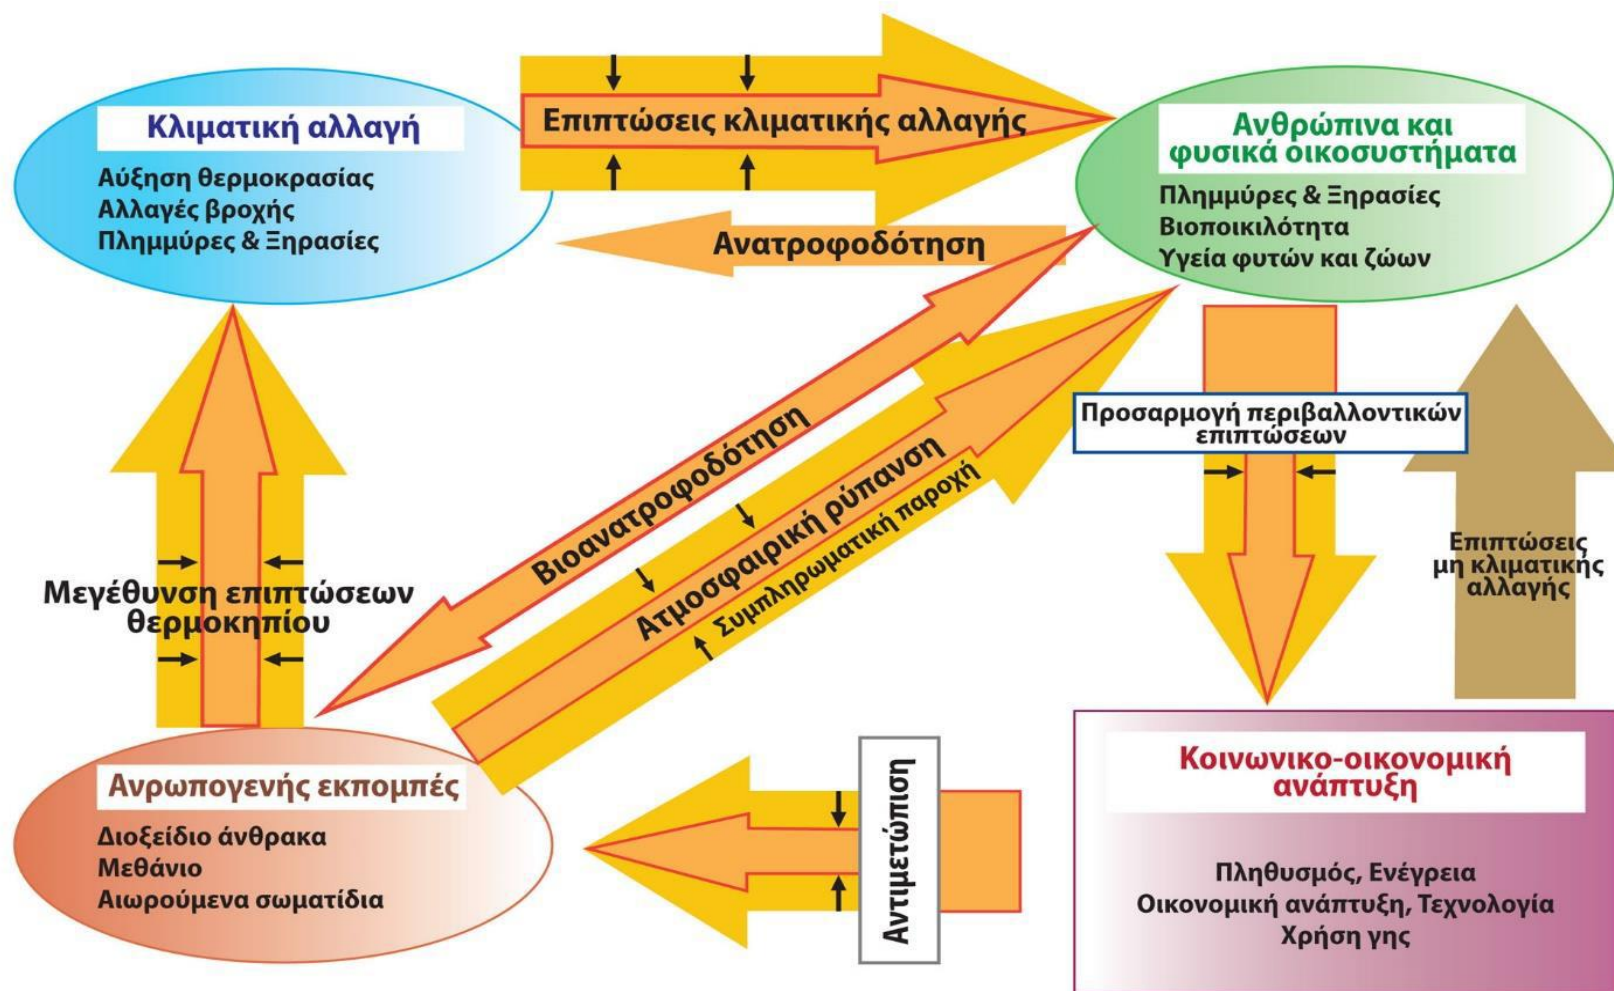 Κλιματική αλλαγή
Αύξηση θερμοκρασίας
Αλλαγές βροχής
Πλημμύρες & Ξηρασίες
Επιπτώσεις κλιματικής αλλαγής
Ανθρώπινα και
φυσικά οικοσυστήματα
Πλημμύρες & Ξηρασίες
Βιοποικιλότητα
Υγεία φυτών και ζώων
Ανατροφοδότηση
Βιοανατροφοδότηση
Ατμοσφαιρική ρύπανση
Συμπληρωματική παροχή
Προσαρμογή περιβαλλοντικών
επιπτώσεων
Επιπτώσεις
μη κλιματικής
αλλαγής
Μεγέθυνση επιπτώσεων
θερμοκηπίου
Ανρωπογενής εκπομπές
Διοξείδιο άνθρακα
Μεθάνιο
Αιωρούμενα σωματίδια
Αντιμετώπιση
Κοινωνικο-οικονομική
ανάπτυξη
Πληθυσμός, Ενέγρεια
Οικονομική ανάπτυξη, Τεχνολογία
Χρήση γης